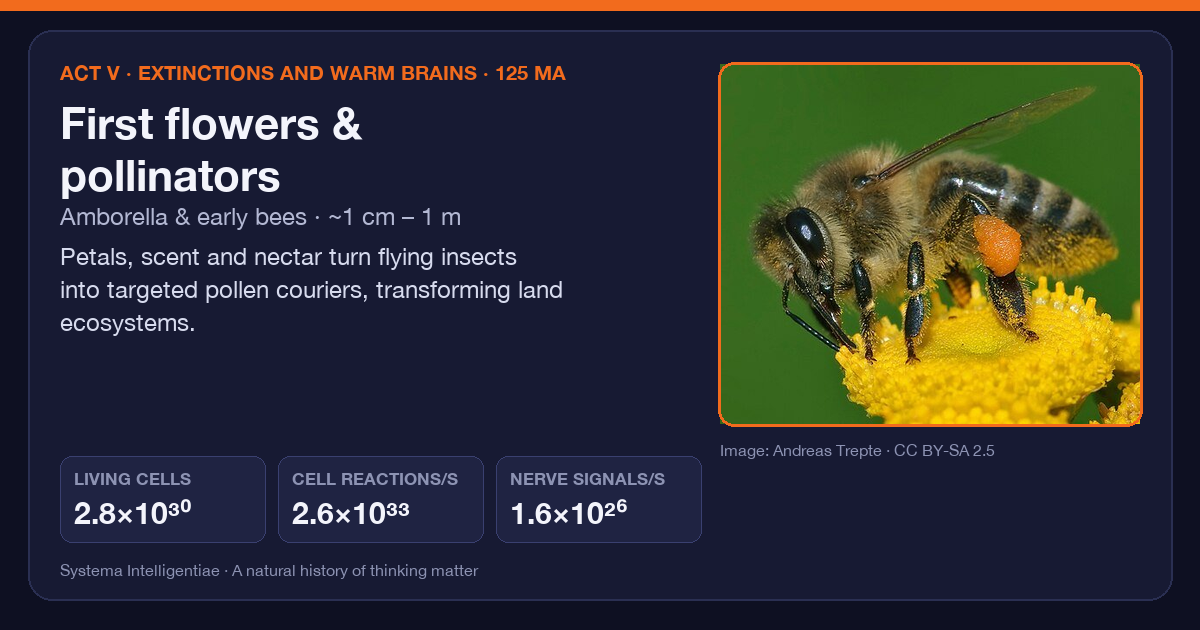 ACT V · EXTINCTIONS AND WARM BRAINS · 125 MA
First flowers &
pollinators
Amborella & early bees · ~1 cm – 1 m
Petals, scent and nectar turn flying insects
into targeted pollen couriers, transforming land
ecosystems.
Image: Andreas Trepte · CC BY-SA 2.5
LIVING CELLS
2.8×10³⁰
CELL REACTIONS/S
2.6×10³³
NERVE SIGNALS/S
1.6×10²⁶
Systema Intelligentiae · A natural history of thinking matter